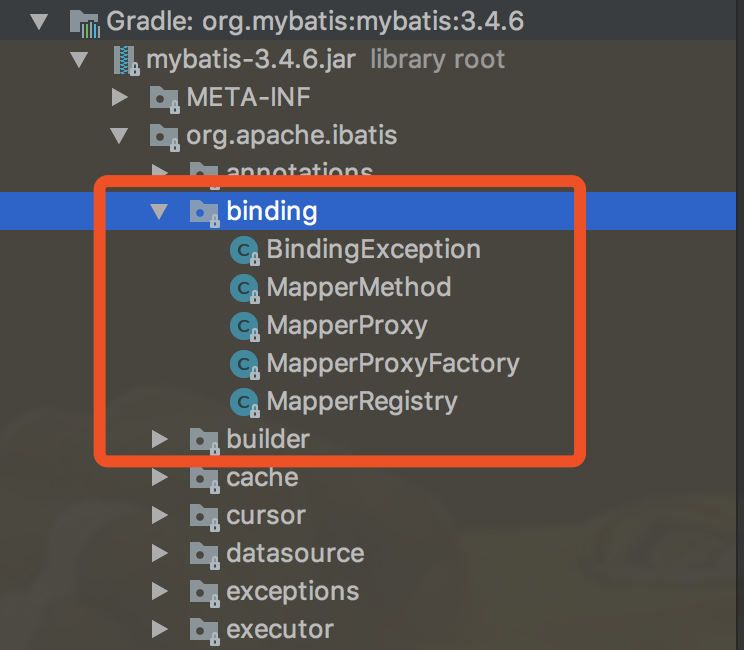 Gradle: org.mybatis:mybatis:3.4.6
mybatis-3.4.6.jar library root
META-INF
org.apache.ibatis
annotations
binding
C BindingException
C MapperMethod
C MapperProxy
C MapperProxyFactory
C MapperRegistry
builder
cache
cursor
datasource
exceptions
executor